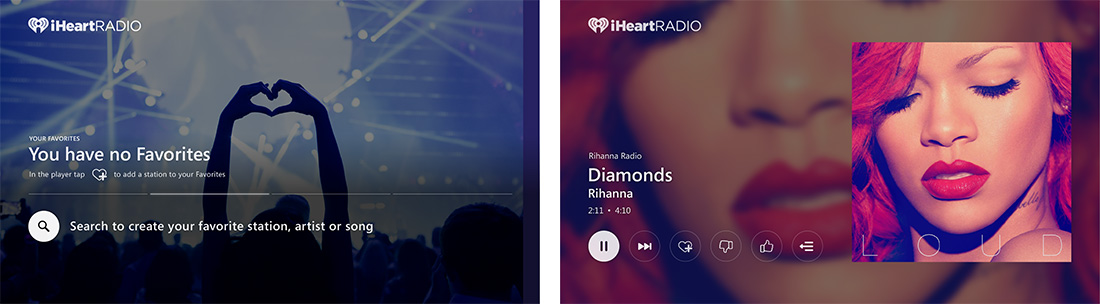 iHeartRADIO
YOUR FAVORITES
You have no Favorites
In the player tap to add a station to your Favorites
Search to create your favorite station, artist or song
iHeartRADIO
Rihanna Radio
Diamonds
Rihanna
2:11 • 4:10
LOUD